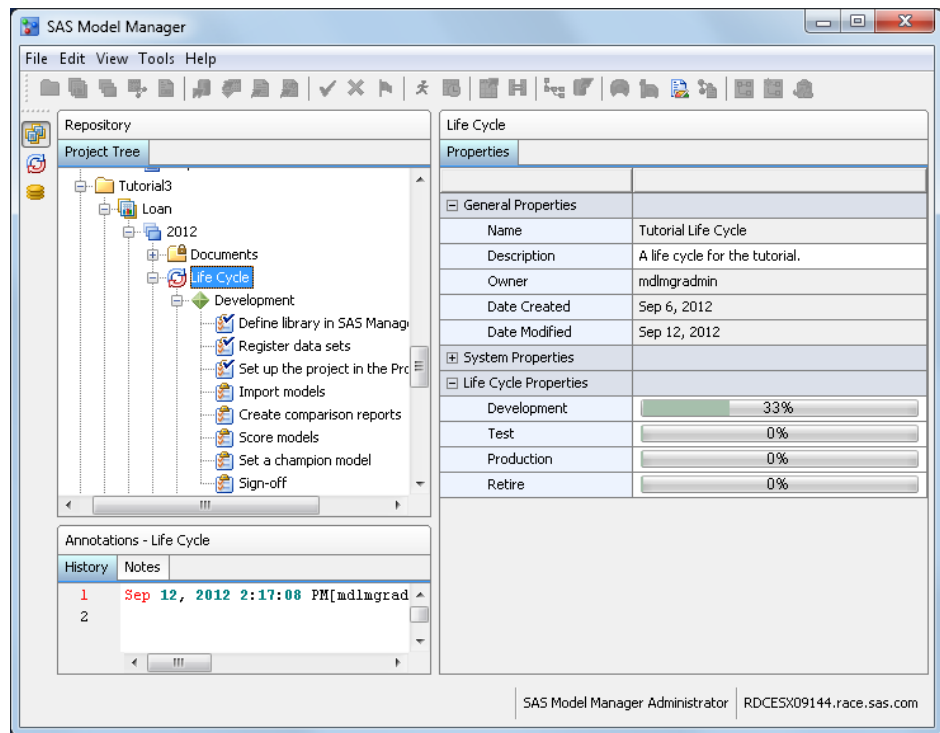 SAS Model Manager
File Edit View Tools Help
Repository
Project Tree
Tutorial3
Loan
2012
Documents
Life Cycle
Development
Define library in SAS Manag
Register data sets
Set up the project in the Pro
Import models
Create comparison reports
Score models
Set a champion model
Sign-off
Annotations - Life Cycle
History Notes
1 Sep 12, 2012 2:17:08 PM[mdlmgrad
2
Life Cycle
Properties
General Properties
Name Tutorial Life Cycle
Description A life cycle for the tutorial.
Owner mdlmgradmin
Date Created Sep 6, 2012
Date Modified Sep 12, 2012
System Properties
Life Cycle Properties
Development 33%
Test 0%
Production 0%
Retire 0%
SAS Model Manager Administrator RDCESX09144.race.sas.com